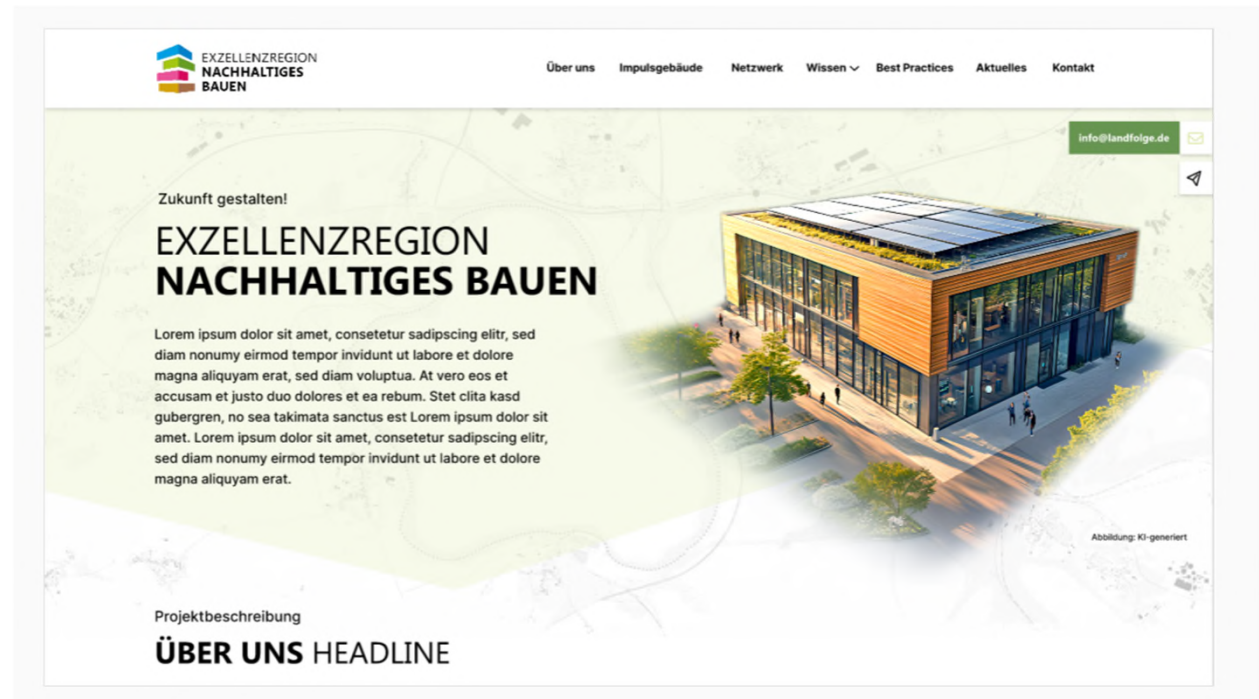 EXZELLENZREGION
NACHHALTIGES
BAUEN
Über uns Impulsgebäude Netzwerk Wissen Best Practices Aktuelles Kontakt
info@landfolge.de
Zukunft gestalten!
EXZELLENZREGION
NACHHALTIGES BAUEN
Lorem ipsum dolor sit amet, consetetur sadipscing elitr, sed
diam nonumy eirmod tempor invidunt ut labore et dolore
magna aliquyam erat, sed diam voluptua. At vero eos et
accusam et justo duo dolores et ea rebum. Stet clita kasd
gubergren, no sea takimata sanctus est Lorem ipsum dolor sit
amet. Lorem ipsum dolor sit amet, consetetur sadipscing elitr,
sed diam nonumy eirmod tempor invidunt ut labore et dolore
magna aliquyam erat.
Abbildung: KI-generiert
Projektbeschreibung
ÜBER UNS HEADLINE